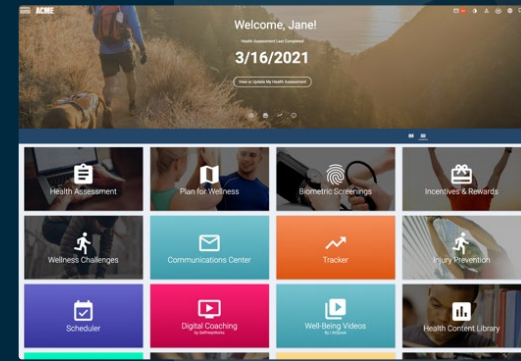 ACME
Welcome, Jane!
Health Assessment Last Completed
3/16/2021
View or Update My Health Assessment
Health Assessment
Plan for Wellness
Biometric Screenings
Incentives & Rewards
Wellness Challenges
Communications Center
Tracker
Injury Prevention
Scheduler
Digital Coaching
by SelfHelpWorks
Well-Being Videos
Health Content Library